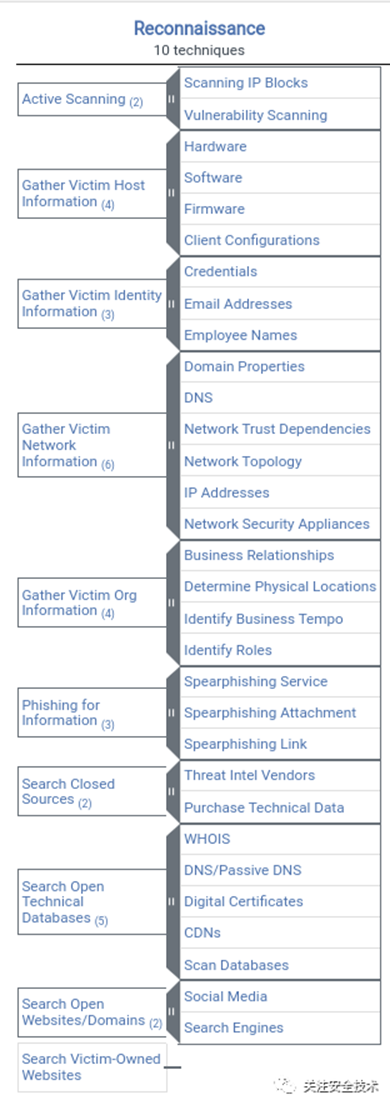 Reconnaissance
10 techniques
Active Scanning (2)
Scanning IP Blocks
Vulnerability Scanning
Gather Victim Host
Information (4)
Hardware
Software
Firmware
Client Configurations
Gather Victim Identity
Information (3)
Credentials
Email Addresses
Employee Names
Gather Victim
Network
Information (6)
Domain Properties
DNS
Network Trust Dependencies
Network Topology
IP Addresses
Network Security Appliances
Gather Victim Org
Information (4)
Business Relationships
Determine Physical Locations
Identify Business Tempo
Identify Roles
Phishing for
Information (3)
Spearphishing Service
Spearphishing Attachment
Spearphishing Link
Search Closed
Sources (2)
Threat Intel Vendors
Purchase Technical Data
Search Open
Technical
Databases (5)
WHOIS
DNS/Passive DNS
Digital Certificates
CDNs
Scan Databases
Search Open
Websites/Domains (2)
Social Media
Search Engines
Search Victim-Owned
Websites
关注安全技术